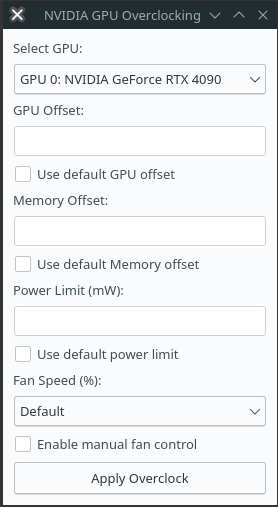 NVIDIA GPU Overclocking
Select GPU:
GPU 0: NVIDIA GeForce RTX 4090
GPU Offset:
Use default GPU offset
Memory Offset:
Use default Memory offset
Power Limit (mW):
Use default power limit
Fan Speed (%):
Default
Enable manual fan control
Apply Overclock